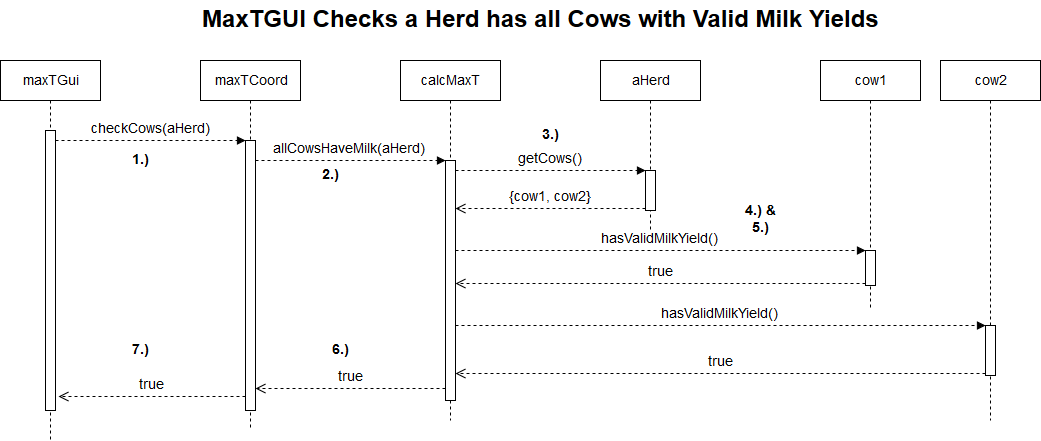 MaxTGUI Checks a Herd has all Cows with Valid Milk Yields
maxTGui
maxTCoord
calcMaxT
aHerd
cow1
cow2
checkCows(aHerd)
1.)
allCowsHaveMilk(aHerd)
2.)
3.)
getCows()
{cow1, cow2}
4.) &
5.)
hasValidMilkYield()
true
hasValidMilkYield()
true
6.)
true
7.)
true